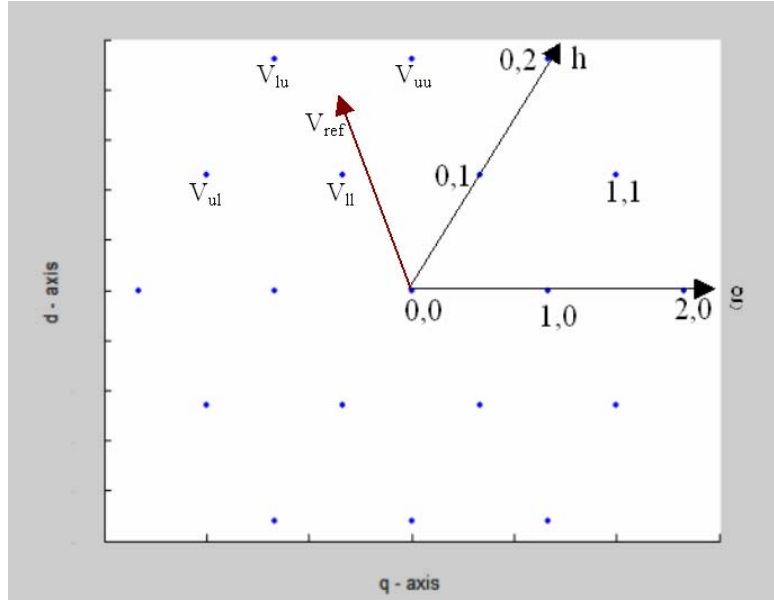 0,2 h
V_lu V_uu
V_ref
0,1
V_ul V_ll 1,1
g
0,0 1,0 2,0
d - axis
q - axis